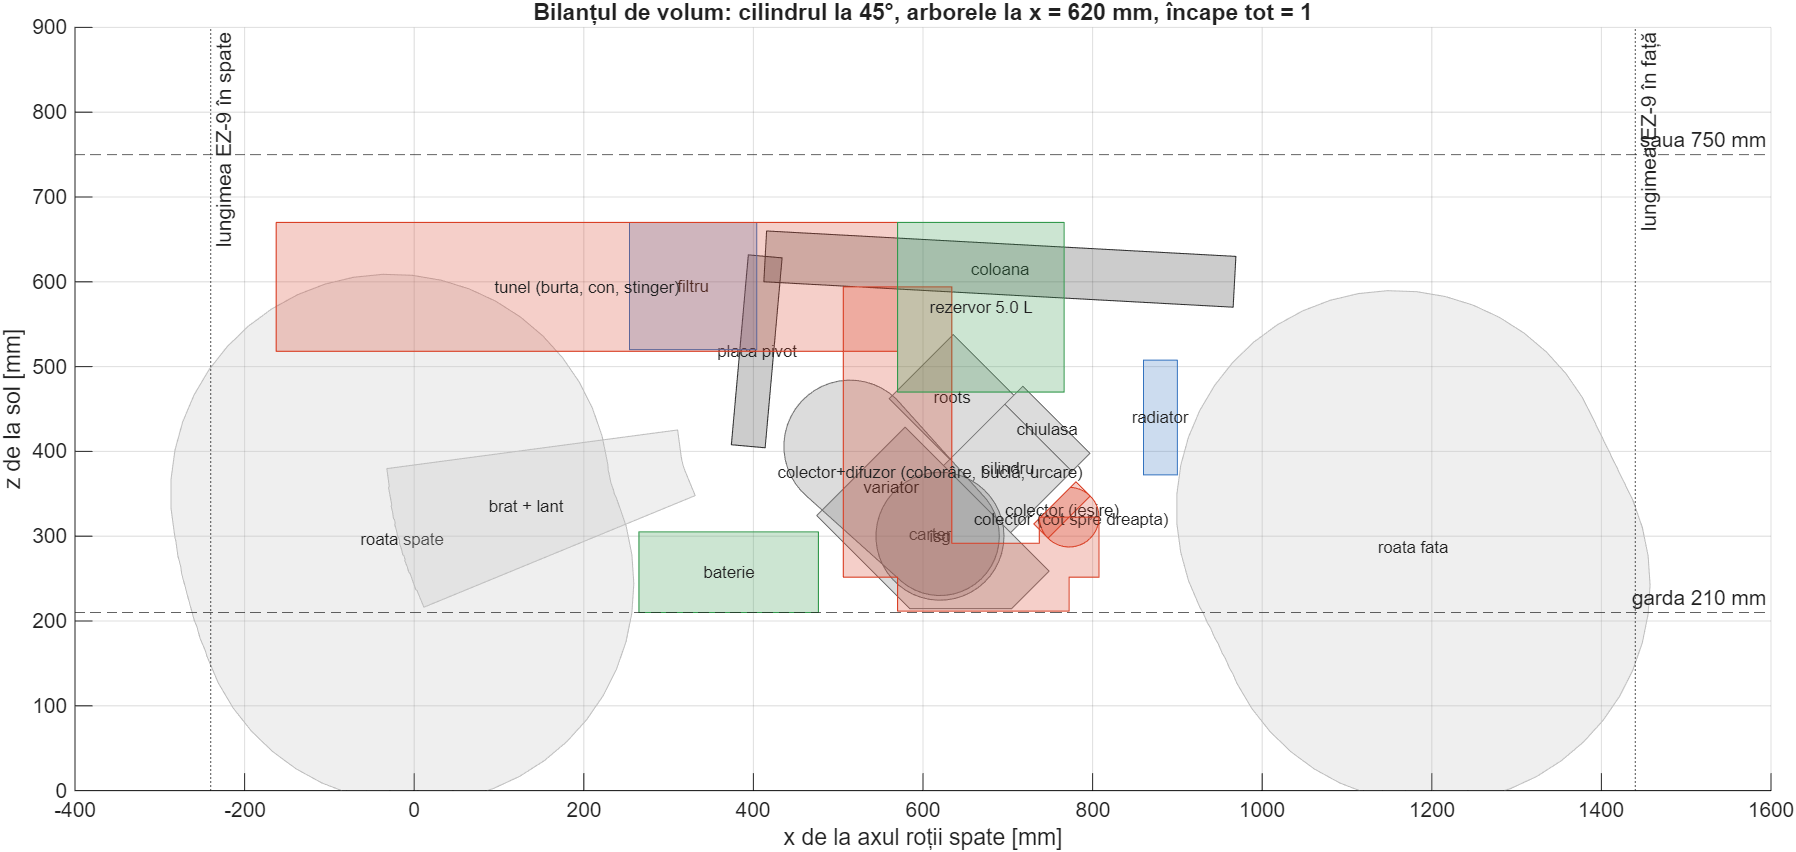 Bilanțul de volum: cilindrul la 45°, arborele la x = 620 mm, încape tot = 1
900
800
700
600
500
400
300
200
100
0
z de la sol [mm]
lungimea EZ-9 în spate
lungimea EZ-9 în față
șaua 750 mm
coloana
tunel (burta, con, stinger)
filtru
rezervor 5.0 L
placa pivot
roots
radiator
chiulasa
cilindru
colector+difuzor (coborâre, buclă, urcare)
variator
brat + lant
colector (ieșire)
colector (cot spre dreapta)
carter
isg
roata spate
roata fata
baterie
garda 210 mm
-400
-200
0
200
400
600
800
1000
1200
1400
1600
x de la axul roții spate [mm]